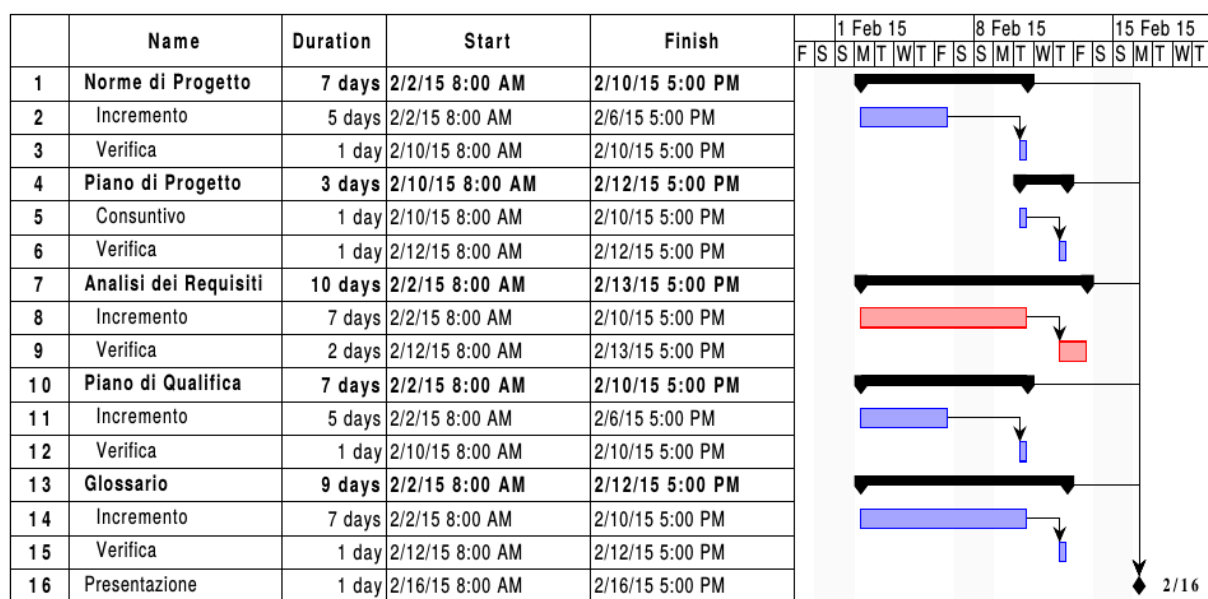 1 Feb 15 8 Feb 15 15 Feb 15
Name Duration Start Finish
F S S M T W T F S S M T W T F S S M T W T
1 Norme di Progetto 7 days 2/2/15 8:00 AM 2/10/15 5:00 PM
2 Incremento 5 days 2/2/15 8:00 AM 2/6/15 5:00 PM
3 Verifica 1 day 2/10/15 8:00 AM 2/10/15 5:00 PM
4 Piano di Progetto 3 days 2/10/15 8:00 AM 2/12/15 5:00 PM
5 Consuntivo 1 day 2/10/15 8:00 AM 2/10/15 5:00 PM
6 Verifica 1 day 2/12/15 8:00 AM 2/12/15 5:00 PM
7 Analisi dei Requisiti 10 days 2/2/15 8:00 AM 2/13/15 5:00 PM
8 Incremento 7 days 2/2/15 8:00 AM 2/10/15 5:00 PM
9 Verifica 2 days 2/12/15 8:00 AM 2/13/15 5:00 PM
10 Piano di Qualifica 7 days 2/2/15 8:00 AM 2/10/15 5:00 PM
11 Incremento 5 days 2/2/15 8:00 AM 2/6/15 5:00 PM
12 Verifica 1 day 2/10/15 8:00 AM 2/10/15 5:00 PM
13 Glossario 9 days 2/2/15 8:00 AM 2/12/15 5:00 PM
14 Incremento 7 days 2/2/15 8:00 AM 2/10/15 5:00 PM
15 Verifica 1 day 2/12/15 8:00 AM 2/12/15 5:00 PM
16 Presentazione 1 day 2/16/15 8:00 AM 2/16/15 5:00 PM 2/16